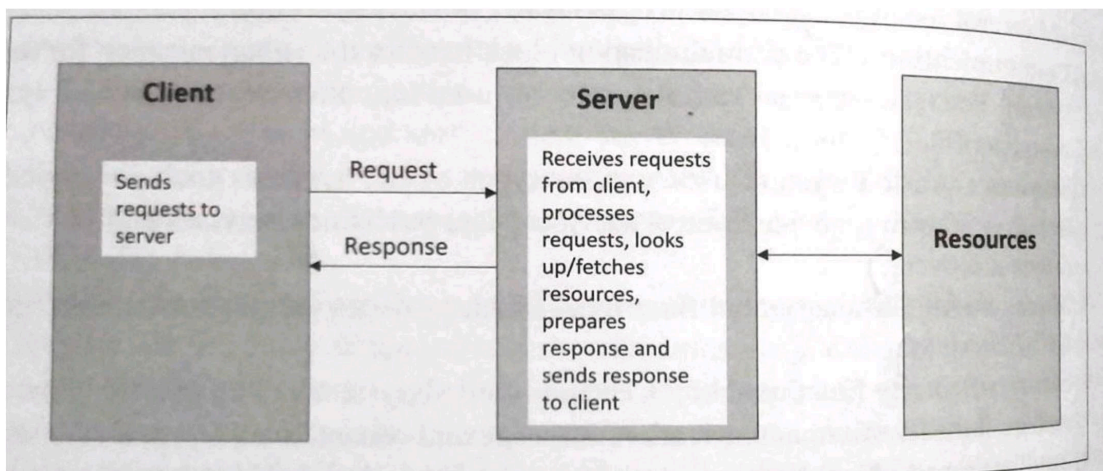 Client
Sends
requests to
server
Request
Response
Server
Receives requests
from client,
processes
requests, looks
up/fetches
resources,
prepares
response and
sends response
to client
Resources